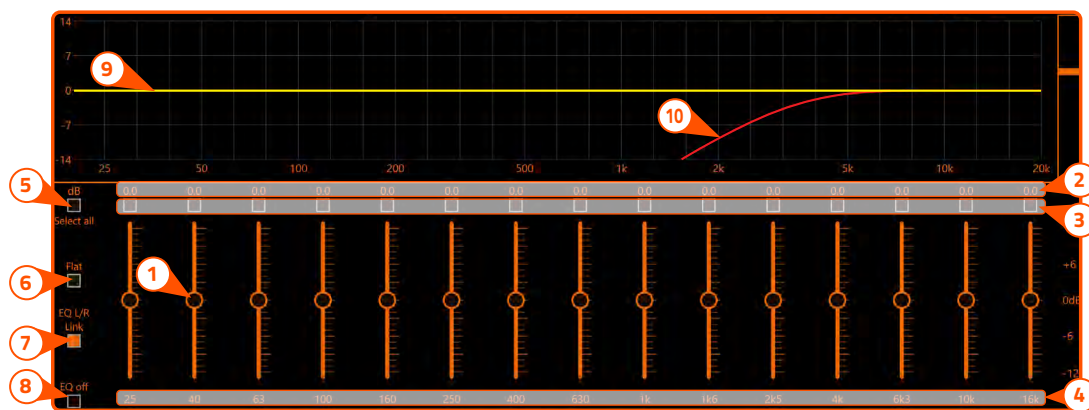 14
7
9
0
-7
10
-14
25 50 100 200 500 1k 2k 5k 10k 20k
5
dB
0.0 0.0 0.0 0.0 0.0 0.0 0.0 0.0 0.0 0.0 0.0 0.0 0.0 0.0 0.0
2
Select all
3
Flat
6
1
+6
0dB
EQ L/R
Link
7
-6
-12
EQ off
8
25 40 63 100 160 250 400 630 1k 1k6 2k5 4k 6k3 10k 16k
4